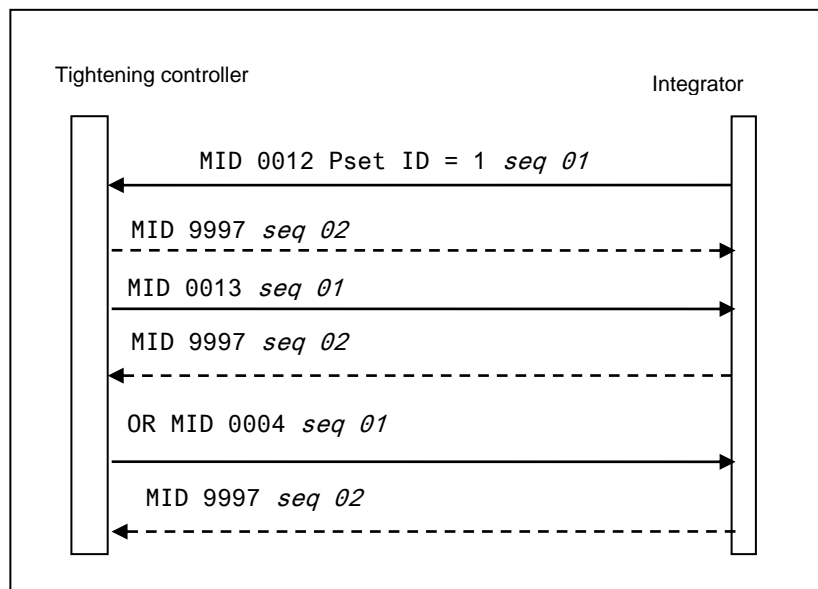 Tightening controller
Integrator
MID 0012 Pset ID = 1 seq 01
MID 9997 seq 02
MID 0013 seq 01
MID 9997 seq 02
OR MID 0004 seq 01
MID 9997 seq 02